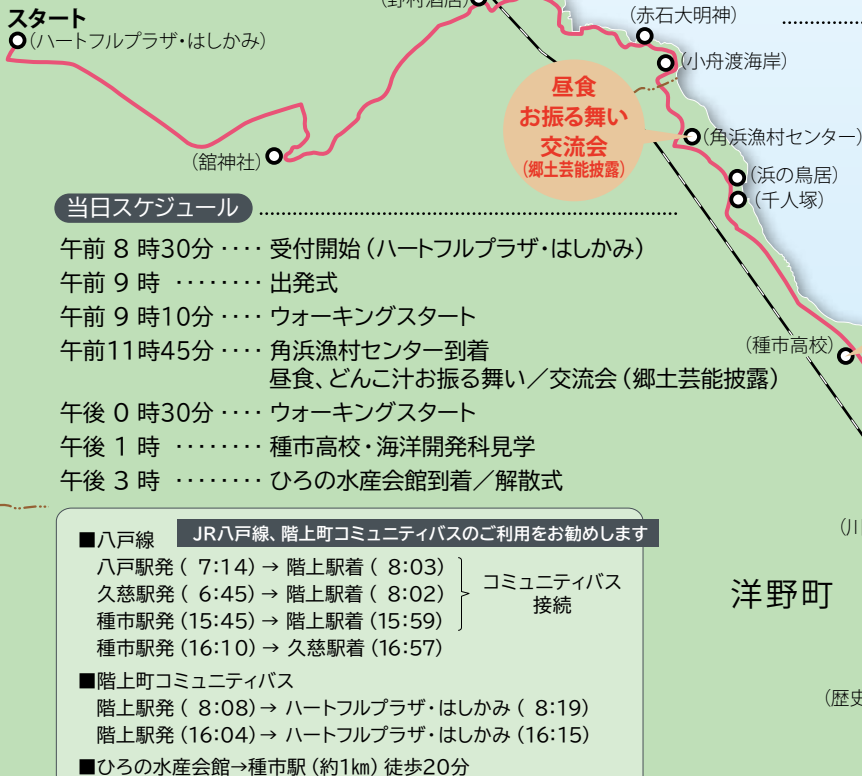 スタート
(ハートフルプラザ・はしかみ)
(野村酒店)
(赤石大明神)
(小舟渡海岸)
昼食
お振る舞い
交流会
(郷土芸能披露)
(角浜漁村センター)
(舘神社)
(浜の鳥居)
(千人塚)
当日スケジュール
午前 8 時30分 ････ 受付開始 (ハートフルプラザ・はしかみ)
午前 9 時 ････････ 出発式
午前 9 時10分 ････ ウォーキングスタート
午前11時45分 ････ 角浜漁村センター到着
昼食、どんこ汁お振る舞い／交流会 (郷土芸能披露)
午後 0 時30分 ････ ウォーキングスタート
午後 1 時 ････････ 種市高校・海洋開発科見学
午後 3 時 ････････ ひろの水産会館到着／解散式
(種市高校)
JR八戸線、階上町コミュニティバスのご利用をお勧めします
■八戸線
八戸駅発 ( 7:14) → 階上駅着 ( 8:03)
久慈駅発 ( 6:45) → 階上駅着 ( 8:02)
種市駅発 (15:45) → 階上駅着 (15:59)
コミュニティバス
接続
種市駅発 (16:10) → 久慈駅着 (16:57)
■階上町コミュニティバス
階上駅発 ( 8:08) → ハートフルプラザ・はしかみ ( 8:19)
階上駅発 (16:04) → ハートフルプラザ・はしかみ (16:15)
■ひろの水産会館→種市駅 (約1㎞) 徒歩20分
洋野町
(歴史